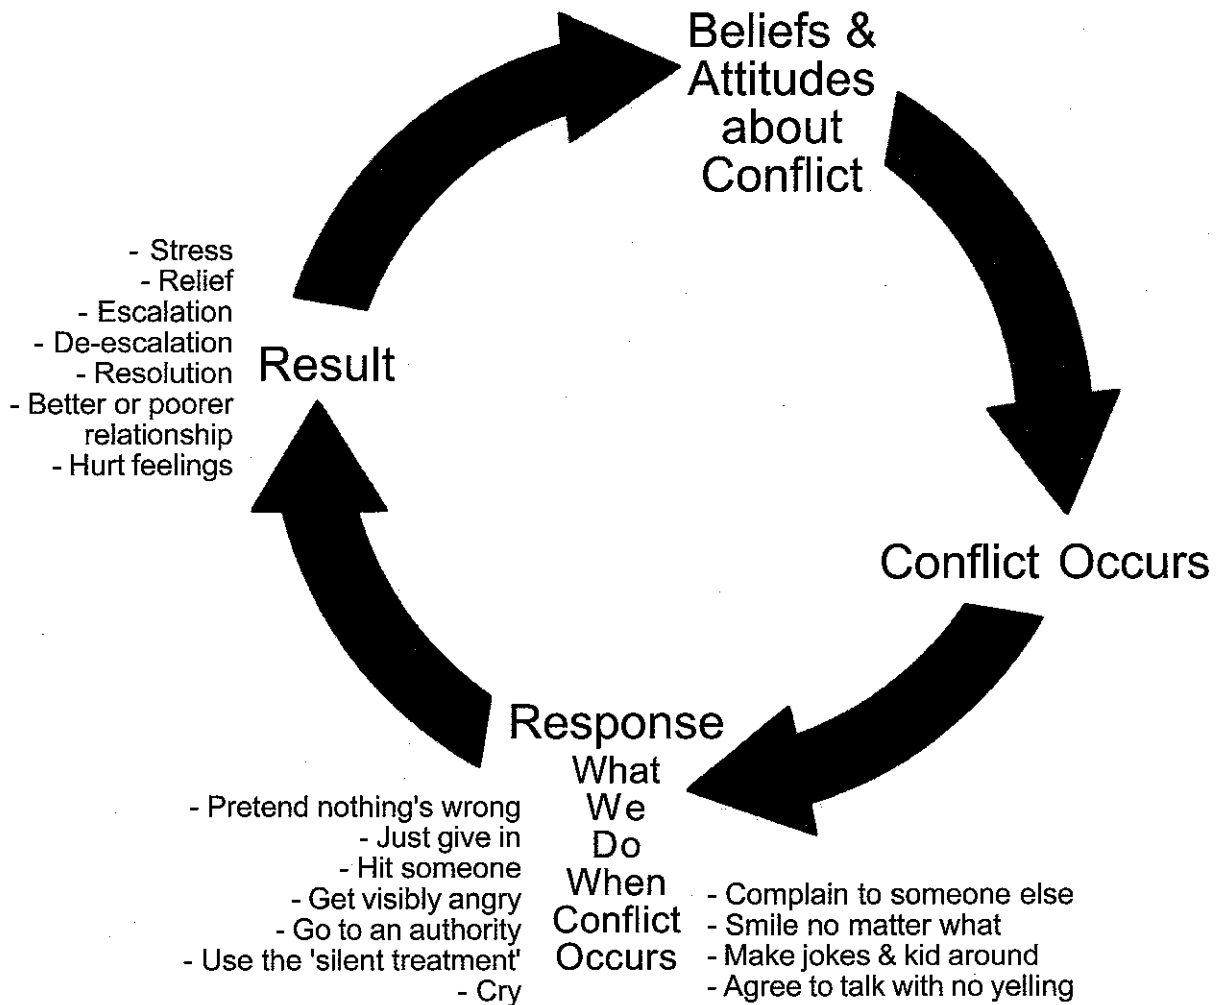 Beliefs &
Attitudes
about
Conflict
Conflict Occurs
Response
What
We
Do
When
Conflict
Occurs
- Pretend nothing's wrong
- Just give in
- Hit someone
- Get visibly angry
- Go to an authority
- Use the 'silent treatment'
- Cry
- Complain to someone else
- Smile no matter what
- Make jokes & kid around
- Agree to talk with no yelling
Result
- Stress
- Relief
- Escalation
- De-escalation
- Resolution
- Better or poorer
relationship
- Hurt feelings